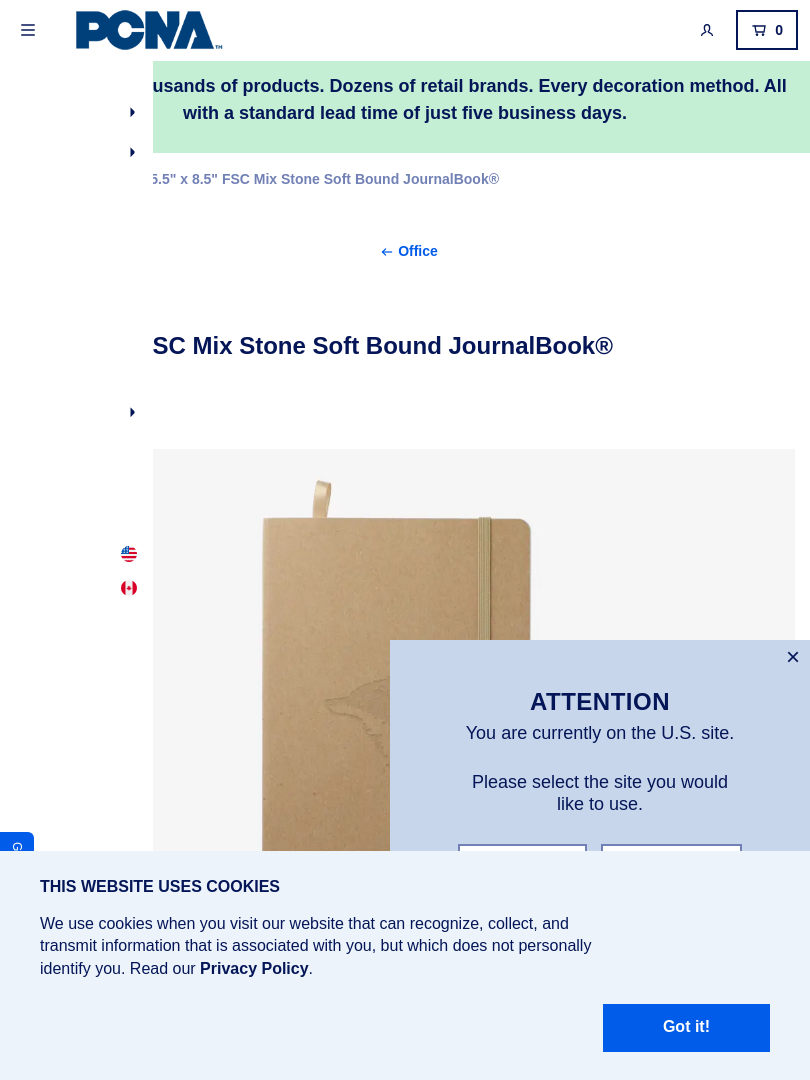 PCNA™
0
usands of products. Dozens of retail brands. Every decoration method. All
with a standard lead time of just five business days.
5.5" x 8.5" FSC Mix Stone Soft Bound JournalBook®
Office
SC Mix Stone Soft Bound JournalBook®
ATTENTION
You are currently on the U.S. site.
Please select the site you would
like to use.
G
THIS WEBSITE USES COOKIES
We use cookies when you visit our website that can recognize, collect, and
transmit information that is associated with you, but which does not personally
identify you. Read our Privacy Policy.
Got it!